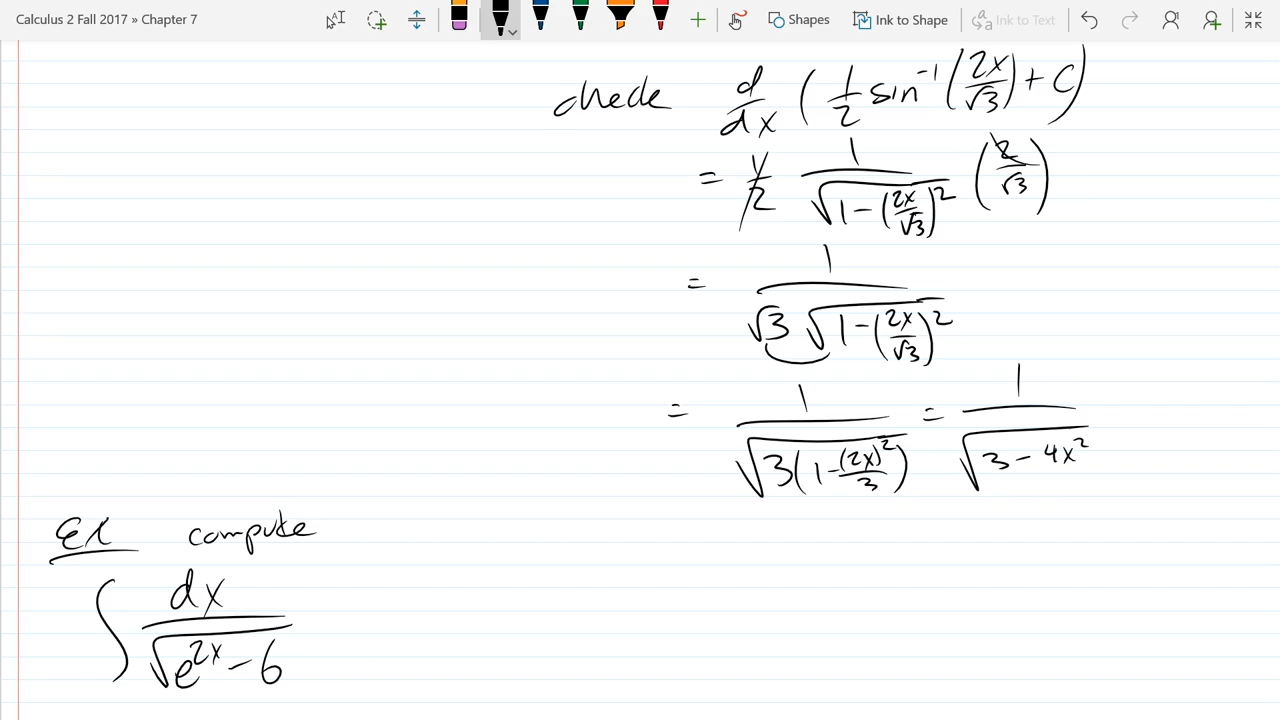 Calculus 2 Fall 2017 » Chapter 7
Shapes Ink to Shape Ink to Text
check d/dx ( 1/2 sin⁻¹ (2x/√3) + C)
= 1/2 1/√(1 - (2x/√3)²) (2/√3)
= 1/(√3 √(1 - (2x/√3)²))
= 1/√(3(1 - (2x)²/3)) = 1/√(3 - 4x²)
Ex compute
∫ dx/√(e^(2x) - 6)